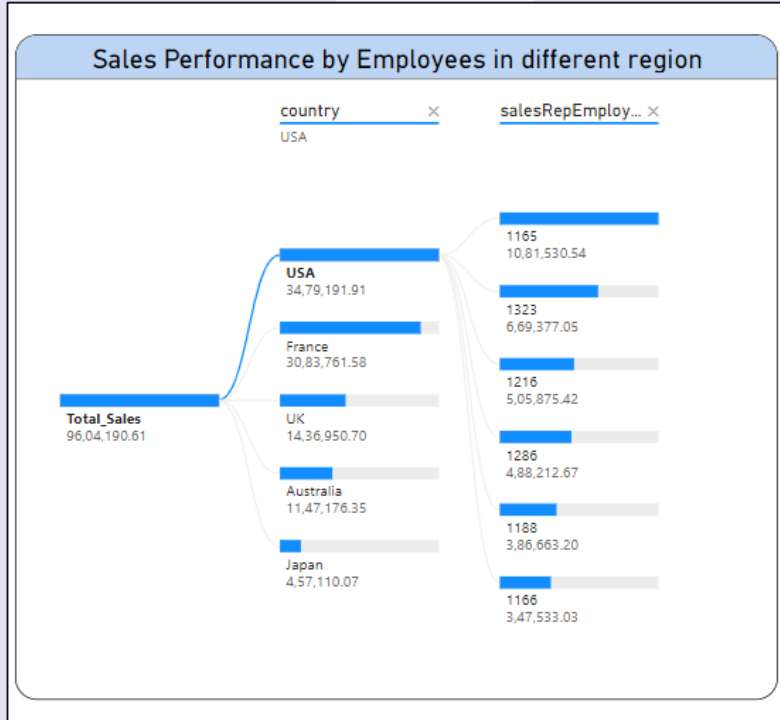 Sales Performance by Employees in different region
country ×
USA
salesRepEmploy... ×
Total_Sales
96,04,190.61
USA
34,79,191.91
France
30,83,761.58
UK
14,36,950.70
Australia
11,47,176.35
Japan
4,57,110.07
1165
10,81,530.54
1323
6,69,377.05
1216
5,05,875.42
1286
4,88,212.67
1188
3,86,663.20
1166
3,47,533.03